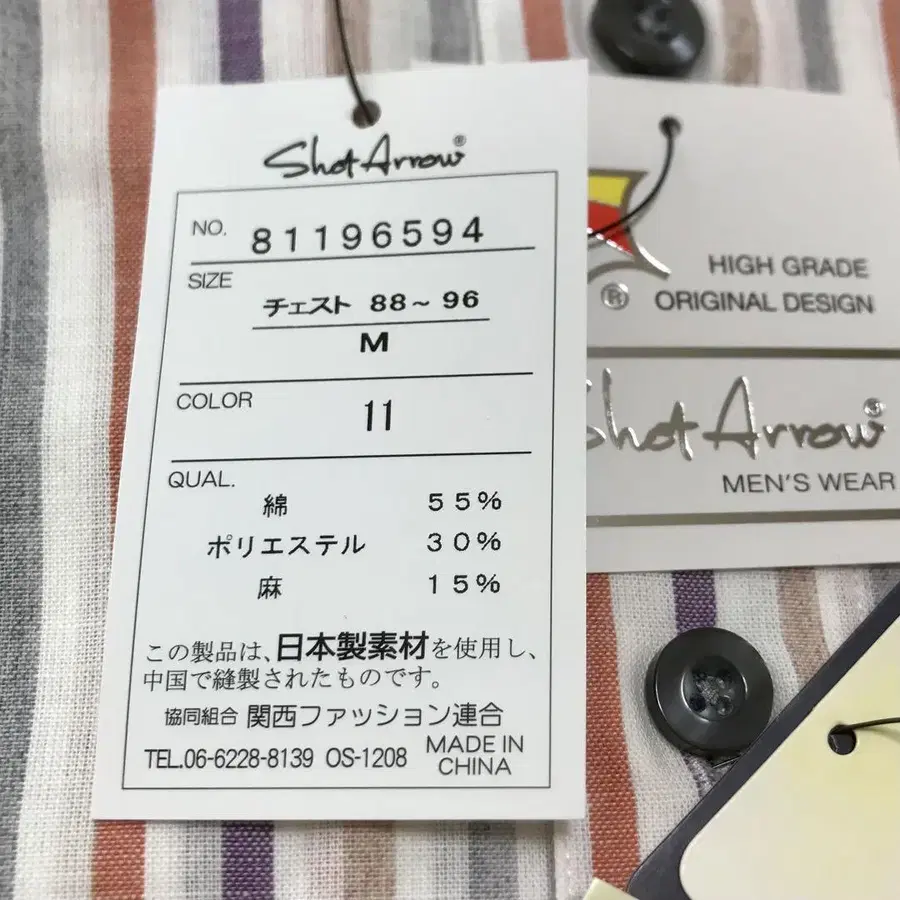 Shot Arrow®
NO. 81196594
SIZE
チェスト 88~96
M
COLOR 11
QUAL.
綿 55%
ポリエステル 30%
麻 15%
この製品は、日本製素材を使用し、
中国で縫製されたものです。
協同組合 関西ファッション連合
TEL.06-6228-8139 OS-1208 MADE IN
CHINA
®
HIGH GRADE
ORIGINAL DESIGN
Shot Arrow®
MEN'S WEAR